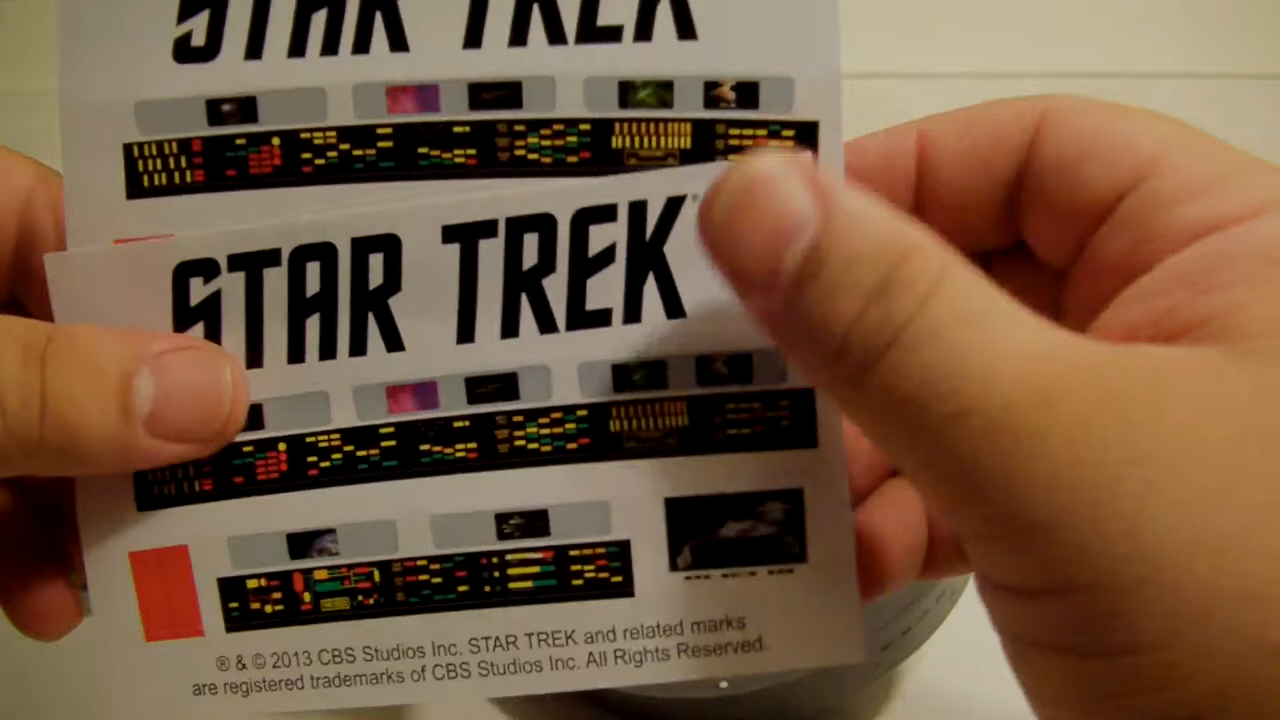 STAR TREK
STAR TREK
® & © 2013 CBS Studios Inc. STAR TREK and related marks
are registered trademarks of CBS Studios Inc. All Rights Reserved.